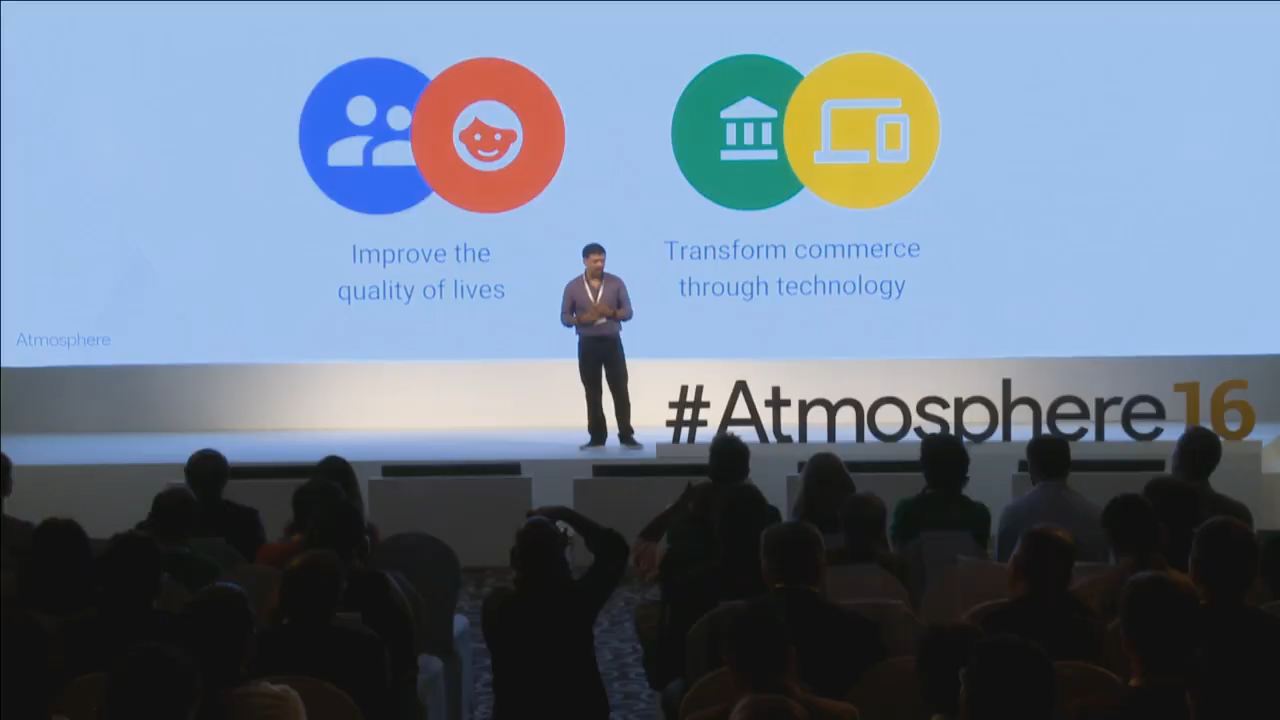 Improve the
quality of lives
Transform commerce
through technology
Atmosphere
#Atmosphere16